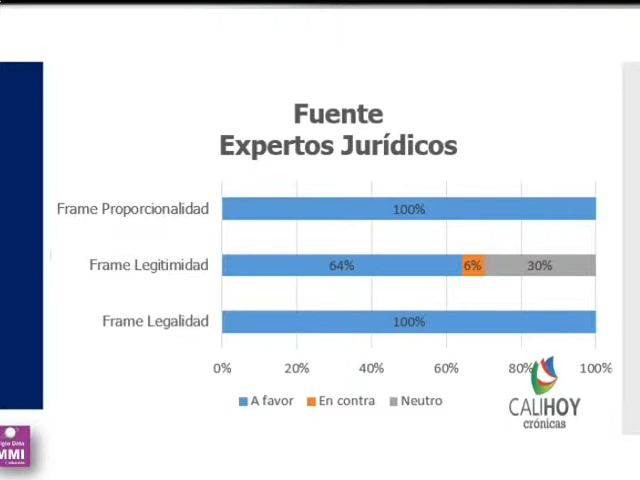 Fuente
Expertos Jurídicos
Frame Proporcionalidad
100%
Frame Legitimidad
64%
6%
30%
Frame Legalidad
100%
0%
20%
40%
60%
80%
100%
A favor
En contra
Neutro
CALIHOY
crónicas
MMI